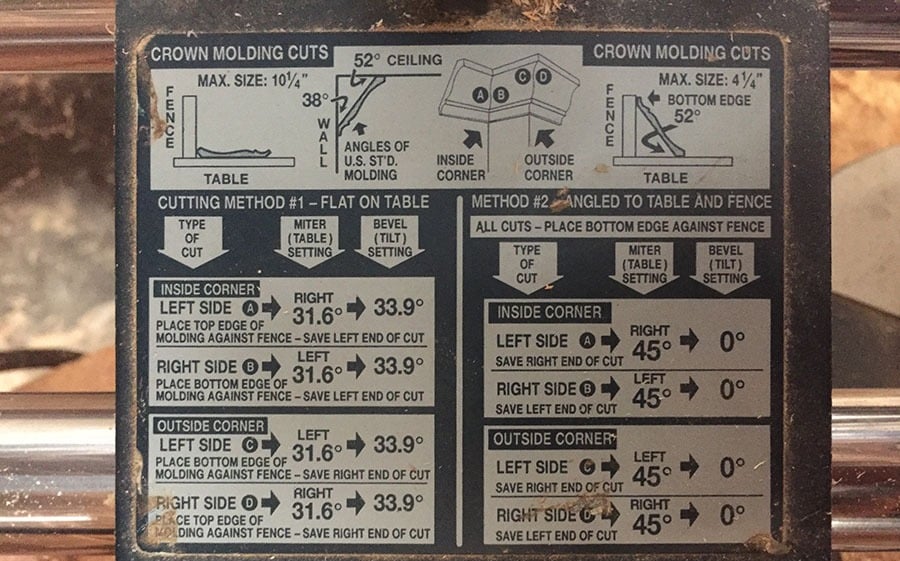 CROWN MOLDING CUTS
MAX. SIZE: 10¼"
FENCE
TABLE
52° CEILING
38°
WALL
ANGLES OF
U.S. ST'D.
MOLDING
A B C D
INSIDE
CORNER
OUTSIDE
CORNER
CROWN MOLDING CUTS
MAX. SIZE: 4¼"
FENCE
BOTTOM EDGE
52°
TABLE
CUTTING METHOD #1 – FLAT ON TABLE
TYPE
OF
CUT
MITER
(TABLE)
SETTING
BEVEL
(TILT)
SETTING
INSIDE CORNER
LEFT SIDE A RIGHT 31.6° 33.9°
PLACE TOP EDGE OF
MOLDING AGAINST FENCE – SAVE LEFT END OF CUT
RIGHT SIDE B LEFT 31.6° 33.9°
PLACE BOTTOM EDGE OF
MOLDING AGAINST FENCE – SAVE LEFT END OF CUT
OUTSIDE CORNER
LEFT SIDE C LEFT 31.6° 33.9°
PLACE BOTTOM EDGE OF
MOLDING AGAINST FENCE – SAVE RIGHT END OF CUT
RIGHT SIDE D RIGHT 31.6° 33.9°
PLACE TOP EDGE OF
MOLDING AGAINST FENCE – SAVE RIGHT END OF CUT
METHOD #2 – ANGLED TO TABLE AND FENCE
ALL CUTS – PLACE BOTTOM EDGE AGAINST FENCE
TYPE
OF
CUT
MITER
(TABLE)
SETTING
BEVEL
(TILT)
SETTING
INSIDE CORNER
LEFT SIDE A RIGHT 45° 0°
SAVE RIGHT END OF CUT
RIGHT SIDE B LEFT 45° 0°
SAVE LEFT END OF CUT
OUTSIDE CORNER
LEFT SIDE C LEFT 45° 0°
SAVE RIGHT END OF CUT
RIGHT SIDE RIGHT 45° 0°
SAVE LEFT END OF CUT